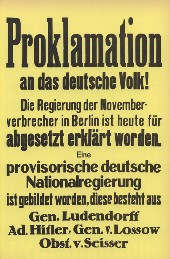 Proklamation
an das deutsche Volk!
Die Regierung der November-
verbrecher in Berlin ist heute für
abgesetzt erklärt worden.
Eine
provisorische deutsche
Nationalregierung
ist gebildet worden, diese besteht aus
Gen. Ludendorff
Ad. Hitler, Gen. v. Lossow
Obst. v. Seisser